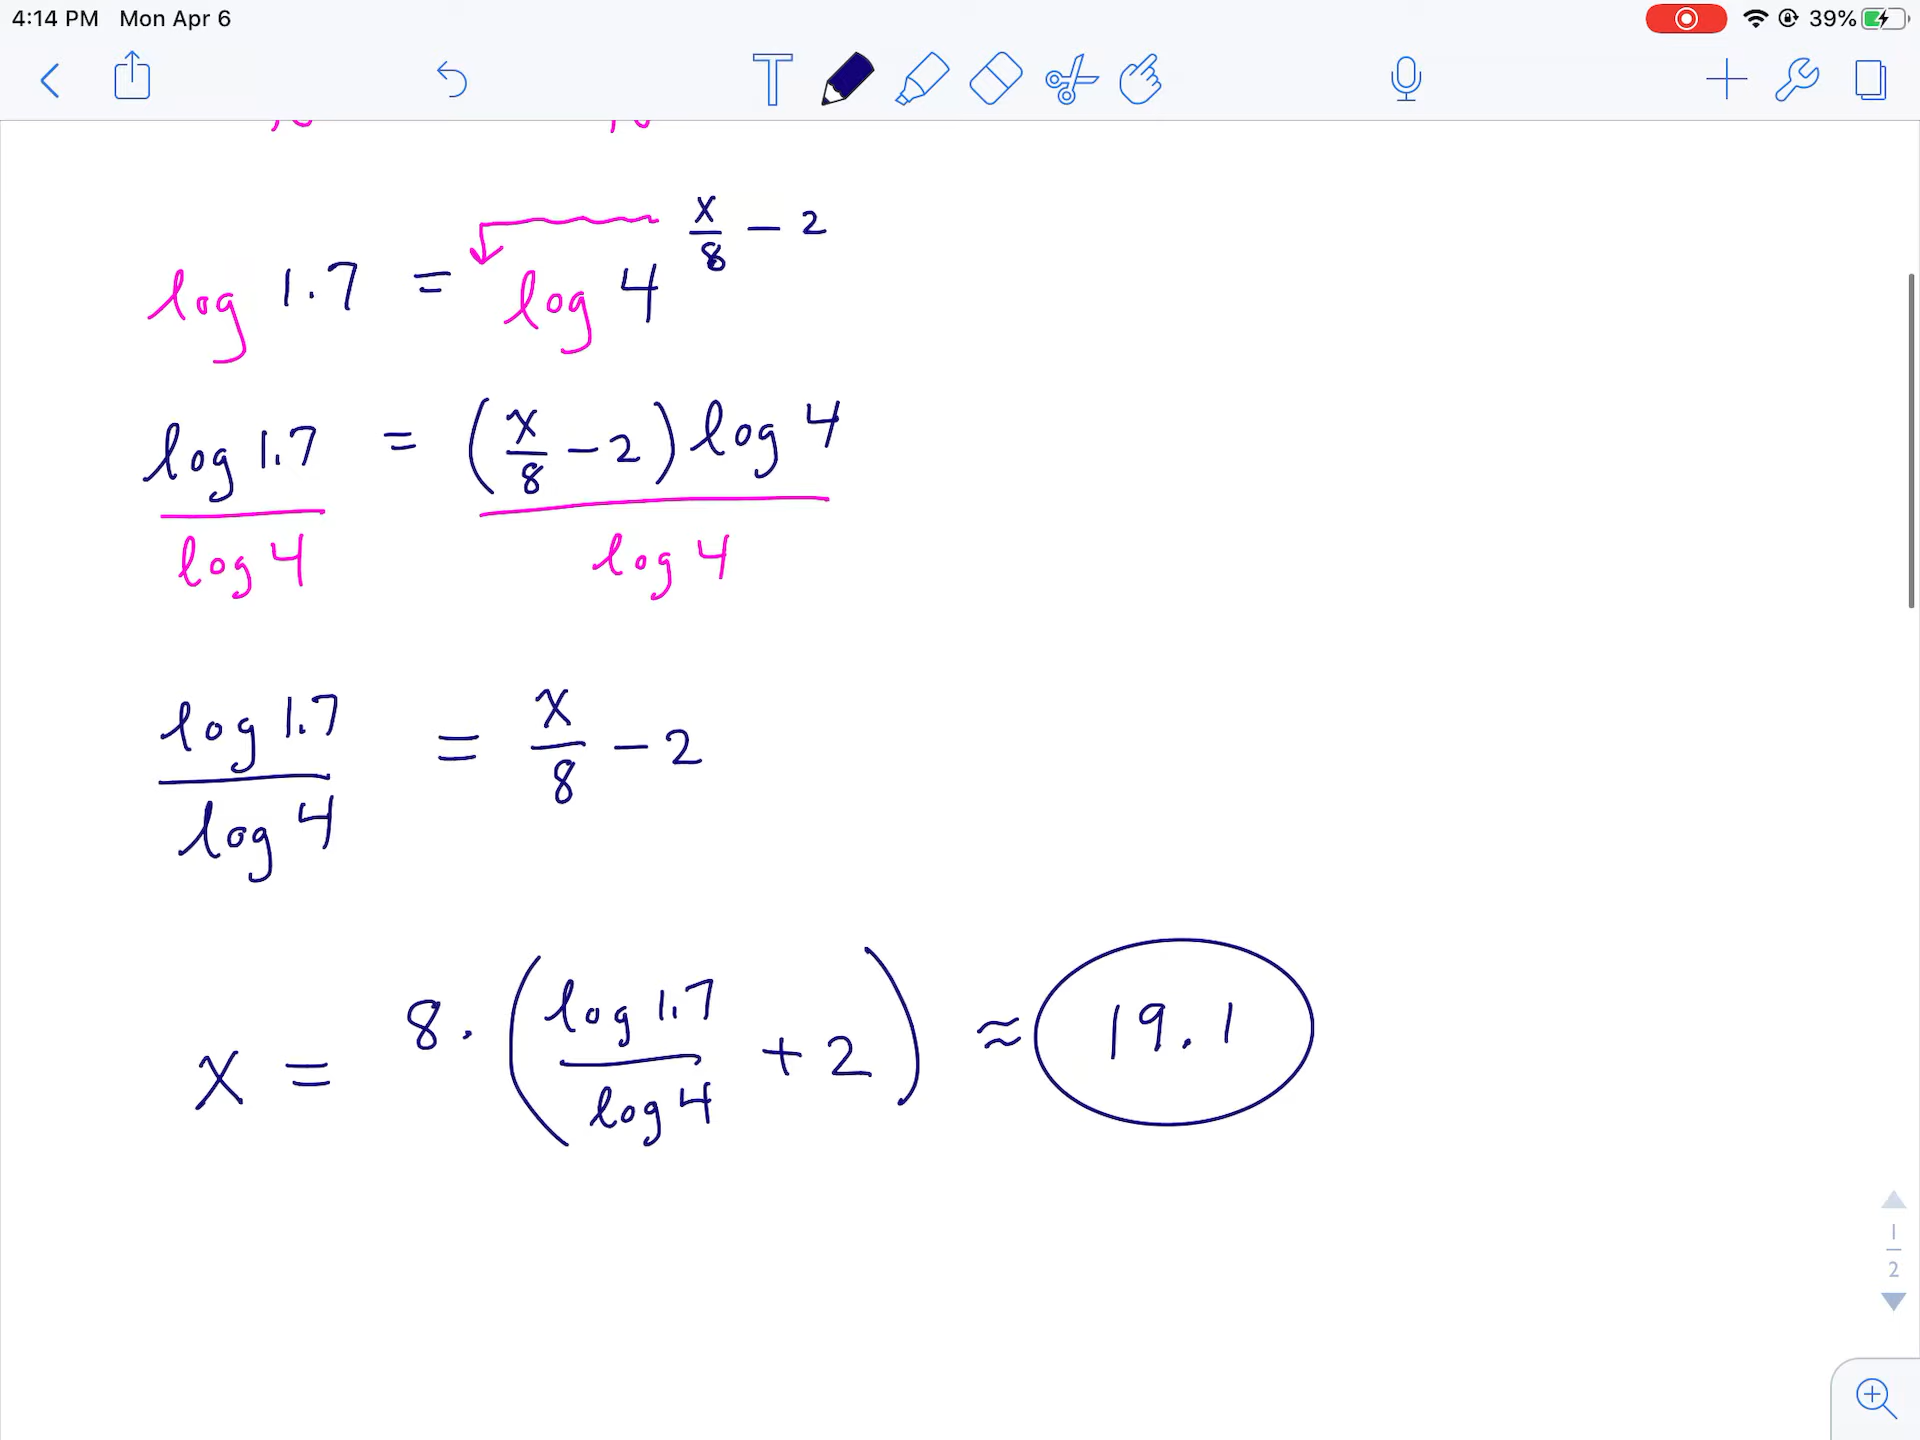 4:14 PM Mon Apr 6 39%
T
log 1.7 = log 4^(x/8 - 2)
log 1.7 / log 4 = (x/8 - 2) log 4 / log 4
log 1.7 / log 4 = x/8 - 2
x = 8 · (log 1.7 / log 4 + 2) ≈ 19.1
1
2